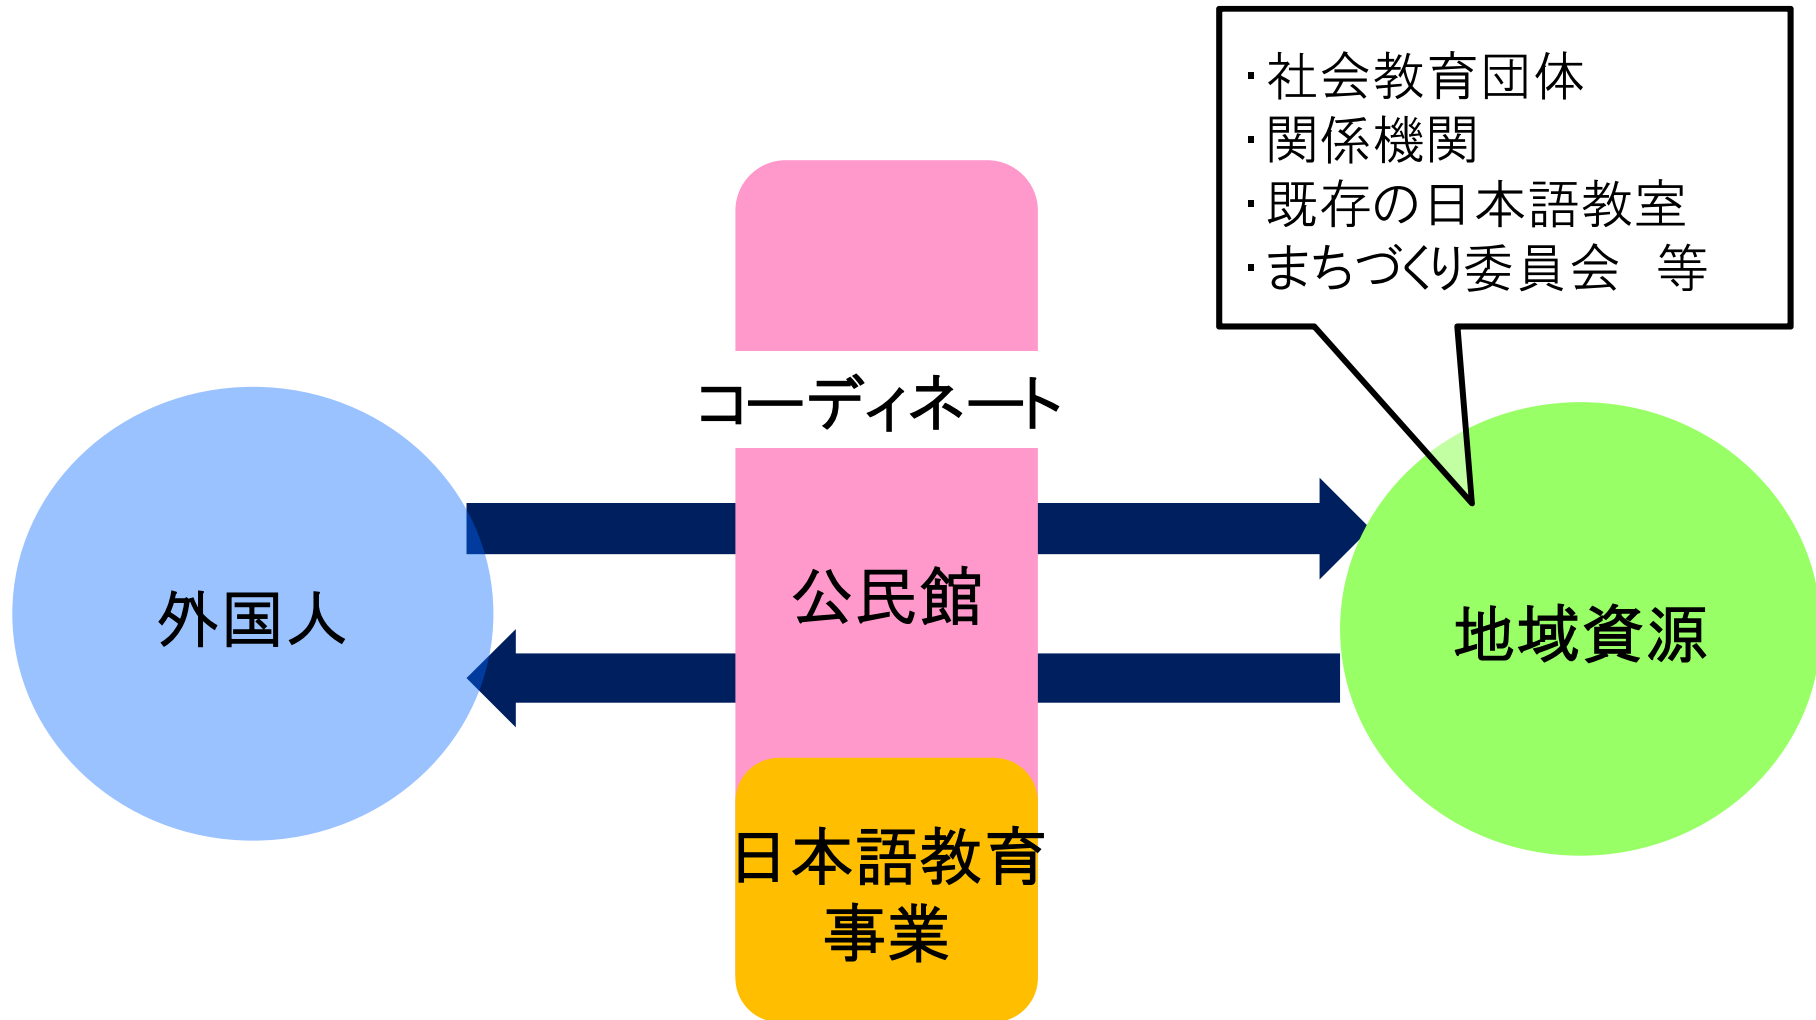 ・社会教育団体
・関係機関
・既存の日本語教室
・まちづくり委員会　等
コーディネート
外国人
公民館
地域資源
日本語教育
事業